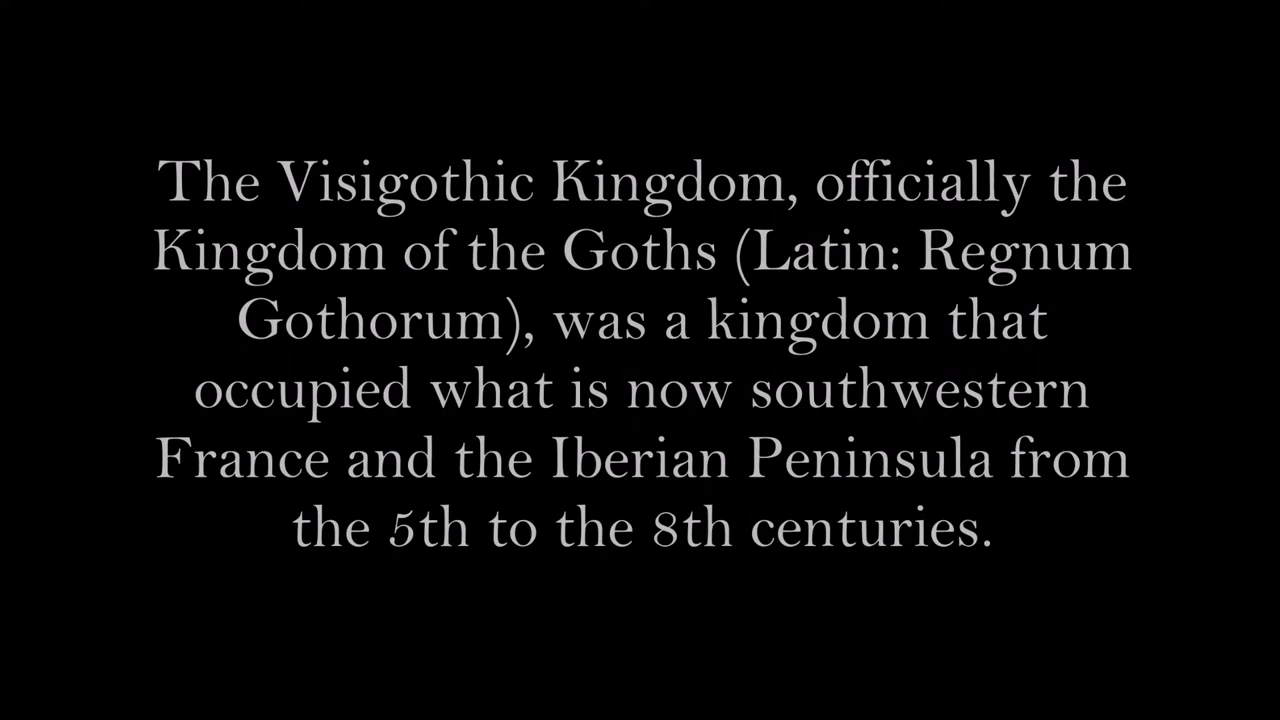 The Visigothic Kingdom, officially the
Kingdom of the Goths (Latin: Regnum
Gothorum), was a kingdom that
occupied what is now southwestern
France and the Iberian Peninsula from
the 5th to the 8th centuries.